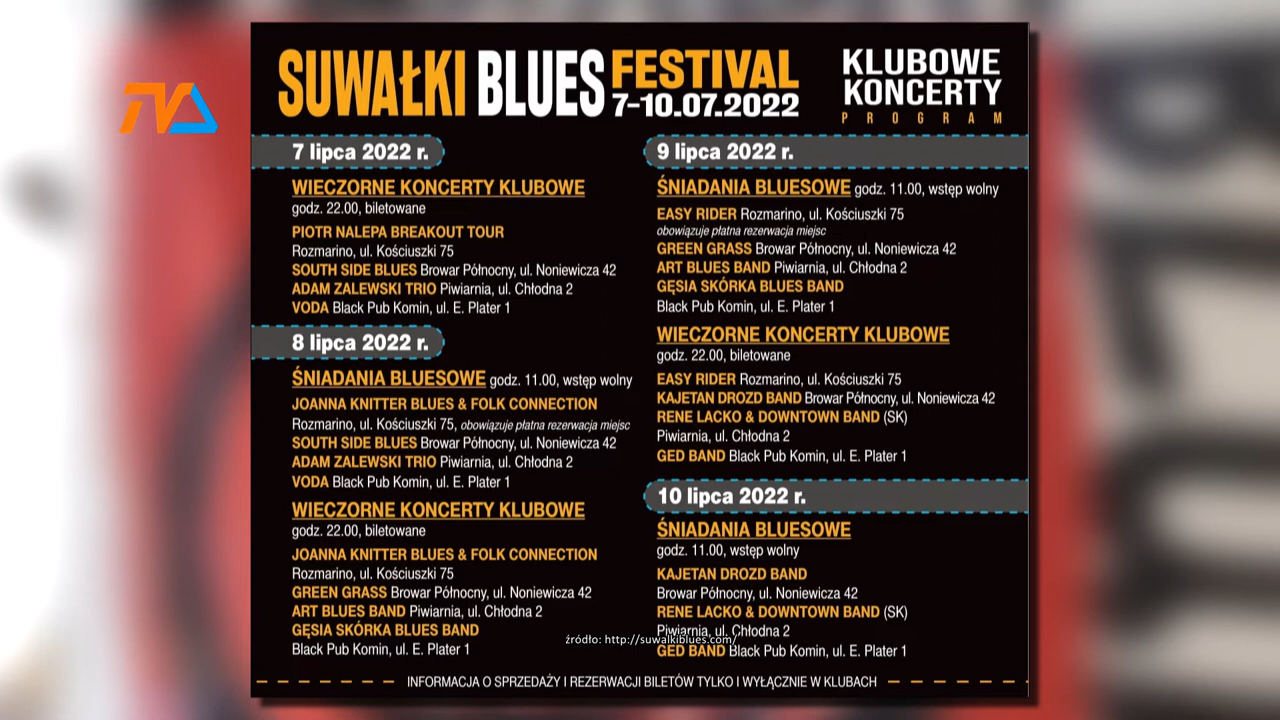 TVS
SUWAŁKI BLUES FESTIVAL
7-10.07.2022
KLUBOWE
KONCERTY
PROGRAM
7 lipca 2022 r.
WIECZORNE KONCERTY KLUBOWE
godz. 22.00, biletowane
PIOTR NALEPA BREAKOUT TOUR
Rozmarino, ul. Kościuszki 75
SOUTH SIDE BLUES Browar Północny, ul. Noniewicza 42
ADAM ZALEWSKI TRIO Piwiarnia, ul. Chłodna 2
VODA Black Pub Komin, ul. E. Plater 1
8 lipca 2022 r.
ŚNIADANIA BLUESOWE godz. 11.00, wstęp wolny
JOANNA KNITTER BLUES & FOLK CONNECTION
Rozmarino, ul. Kościuszki 75, obowiązuje płatna rezerwacja miejsc
SOUTH SIDE BLUES Browar Północny, ul. Noniewicza 42
ADAM ZALEWSKI TRIO Piwiarnia, ul. Chłodna 2
VODA Black Pub Komin, ul. E. Plater 1
WIECZORNE KONCERTY KLUBOWE
godz. 22.00, biletowane
JOANNA KNITTER BLUES & FOLK CONNECTION
Rozmarino, ul. Kościuszki 75
GREEN GRASS Browar Północny, ul. Noniewicza 42
ART BLUES BAND Piwiarnia, ul. Chłodna 2
GĘSIA SKÓRKA BLUES BAND
Black Pub Komin, ul. E. Plater 1
9 lipca 2022 r.
ŚNIADANIA BLUESOWE godz. 11.00, wstęp wolny
EASY RIDER Rozmarino, ul. Kościuszki 75
obowiązuje płatna rezerwacja miejsc
GREEN GRASS Browar Północny, ul. Noniewicza 42
ART BLUES BAND Piwiarnia, ul. Chłodna 2
GĘSIA SKÓRKA BLUES BAND
Black Pub Komin, ul. E. Plater 1
WIECZORNE KONCERTY KLUBOWE
godz. 22.00, biletowane
EASY RIDER Rozmarino, ul. Kościuszki 75
KAJETAN DROZD BAND Browar Północny, ul. Noniewicza 42
RENE LACKO & DOWNTOWN BAND (SK)
Piwiarnia, ul. Chłodna 2
GED BAND Black Pub Komin, ul. E. Plater 1
10 lipca 2022 r.
ŚNIADANIA BLUESOWE
godz. 11.00, wstęp wolny
KAJETAN DROZD BAND
Browar Północny, ul. Noniewicza 42
RENE LACKO & DOWNTOWN BAND (SK)
Piwiarnia, ul. Chłodna 2
GED BAND Black Pub Komin, ul. E. Plater 1
źródło: http://suwalkiblues.com/
INFORMACJA O SPRZEDAŻY I REZERWACJI BILETÓW TYLKO I WYŁĄCZNIE W KLUBACH